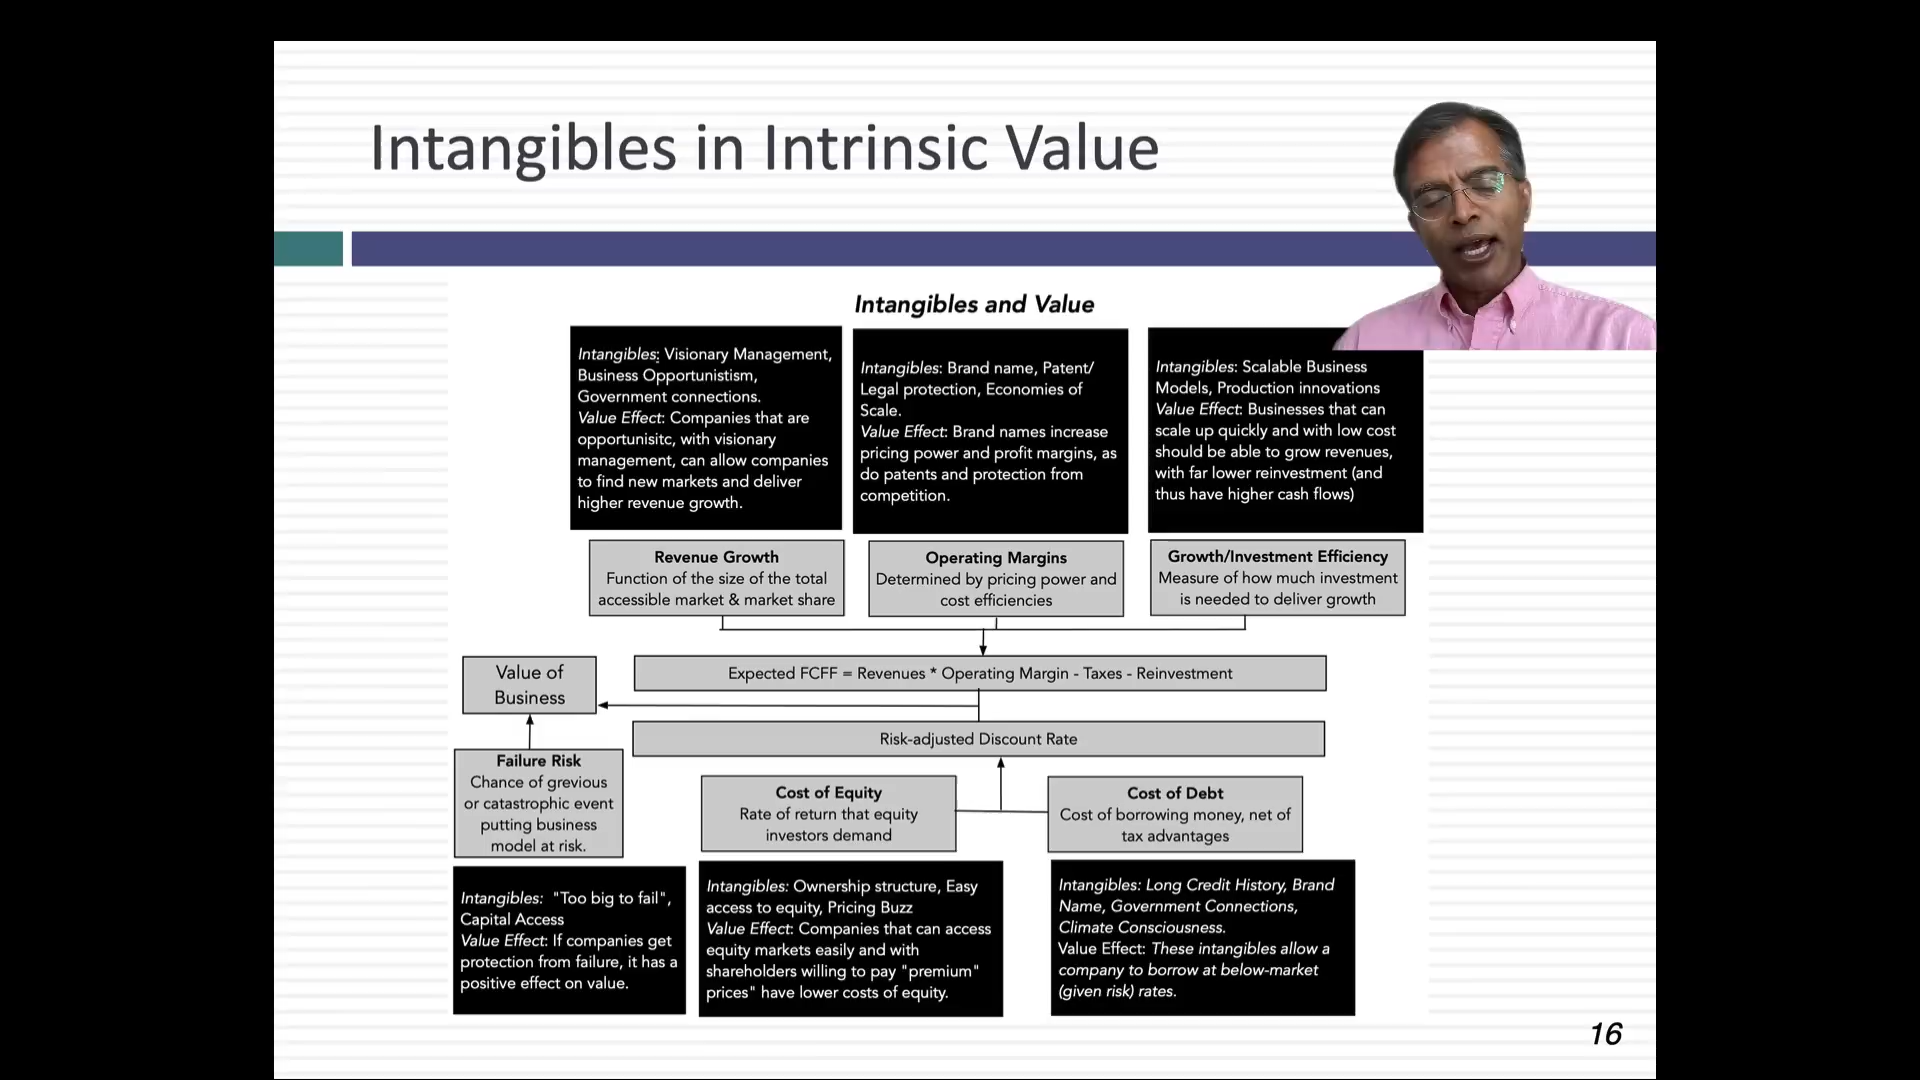 Intangibles in Intrinsic Value
Intangibles and Value
Intangibles: Visionary Management,
Business Opportunistism,
Government connections.
Value Effect: Companies that are
opportunisitc, with visionary
management, can allow companies
to find new markets and deliver
higher revenue growth.
Intangibles: Brand name, Patent/
Legal protection, Economies of
Scale.
Value Effect: Brand names increase
pricing power and profit margins, as
do patents and protection from
competition.
Intangibles: Scalable Business
Models, Production innovations
Value Effect: Businesses that can
scale up quickly and with low cost
should be able to grow revenues,
with far lower reinvestment (and
thus have higher cash flows)
Revenue Growth
Function of the size of the total
accessible market & market share
Operating Margins
Determined by pricing power and
cost efficiencies
Growth/Investment Efficiency
Measure of how much investment
is needed to deliver growth
Value of
Business
Expected FCFF = Revenues * Operating Margin - Taxes - Reinvestment
Risk-adjusted Discount Rate
Failure Risk
Chance of grevious
or catastrophic event
putting business
model at risk.
Cost of Equity
Rate of return that equity
investors demand
Cost of Debt
Cost of borrowing money, net of
tax advantages
Intangibles: "Too big to fail",
Capital Access
Value Effect: If companies get
protection from failure, it has a
positive effect on value.
Intangibles: Ownership structure, Easy
access to equity, Pricing Buzz
Value Effect: Companies that can access
equity markets easily and with
shareholders willing to pay "premium"
prices" have lower costs of equity.
Intangibles: Long Credit History, Brand
Name, Government Connections,
Climate Consciousness.
Value Effect: These intangibles allow a
company to borrow at below-market
(given risk) rates.
16